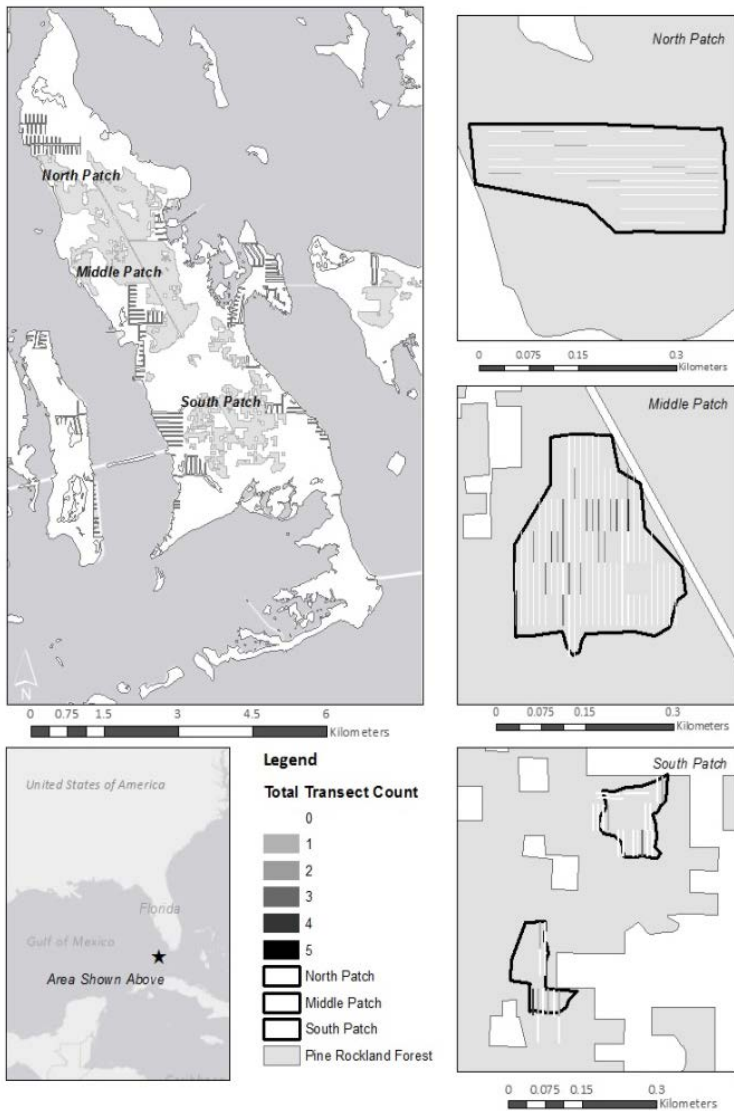 North Patch
Middle Patch
South Patch
N
0 0.75 1.5 3 4.5 6
Kilometers
North Patch
0 0.075 0.15 0.3
Kilometers
Middle Patch
0 0.075 0.15 0.3
Kilometers
United States of America
Florida
Gulf of Mexico
Area Shown Above
Legend
Total Transect Count
0
1
2
3
4
5
North Patch
Middle Patch
South Patch
Pine Rockland Forest
South Patch
0 0.075 0.15 0.3
Kilometers